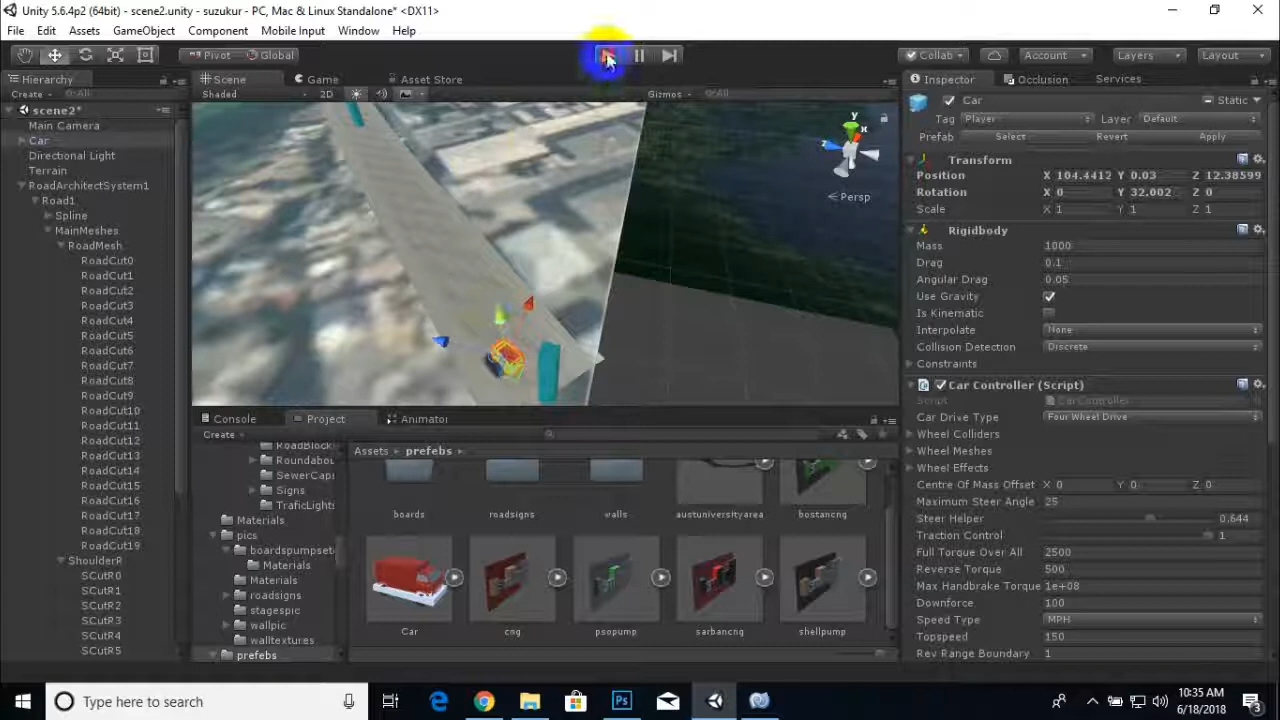 Unity 5.6.4p2 (64bit) - scene2.unity - suzukur - PC, Mac & Linux Standalone* <DX11>
File Edit Assets GameObject Component Mobile Input Window Help
Pivot Global Collab Account Layers Layout
Hierarchy
Create All
scene2*
Main Camera
Car
Directional Light
Terrain
RoadArchitectSystem1
Road1
Spline
MainMeshes
RoadMesh
RoadCut0
RoadCut1
RoadCut2
RoadCut3
RoadCut4
RoadCut5
RoadCut6
RoadCut7
RoadCut8
RoadCut9
RoadCut10
RoadCut11
RoadCut12
RoadCut13
RoadCut14
RoadCut15
RoadCut16
RoadCut17
RoadCut18
RoadCut19
ShoulderR
SCutR0
SCutR1
SCutR2
SCutR3
SCutR4
SCutR5
Scene Game Asset Store
Shaded 2D Gizmos All
y
x
z
Persp
Console Project Animator
Create
RoadBlock
Roundabou
SewerCaps
Signs
TraficLights
Materials
pics
boardspumpsetc
Materials
Materials
roadsigns
stagespic
wallpic
walltextures
prefebs
Assets prefebs
boards roadsigns walls austuniversityarea bostancng
Car cng psopump sarbancng shellpump
Inspector Occlusion Services
Car Static
Tag Player Layer Default
Prefab Select Revert Apply
Transform
Position X 104.4412 Y 0.03 Z 12.38599
Rotation X 0 Y 32.002 Z 0
Scale X 1 Y 1 Z 1
Rigidbody
Mass 1000
Drag 0.1
Angular Drag 0.05
Use Gravity
Is Kinematic
Interpolate None
Collision Detection Discrete
Constraints
Car Controller (Script)
Script CarController
Car Drive Type Four Wheel Drive
Wheel Colliders
Wheel Meshes
Wheel Effects
Centre Of Mass Offset X 0 Y 0 Z 0
Maximum Steer Angle 25
Steer Helper 0.644
Traction Control 1
Full Torque Over All 2500
Reverse Torque 500
Max Handbrake Torque 1e+08
Downforce 100
Speed Type MPH
Topspeed 150
Rev Range Boundary 1
Type here to search
10:35 AM
6/18/2018
3